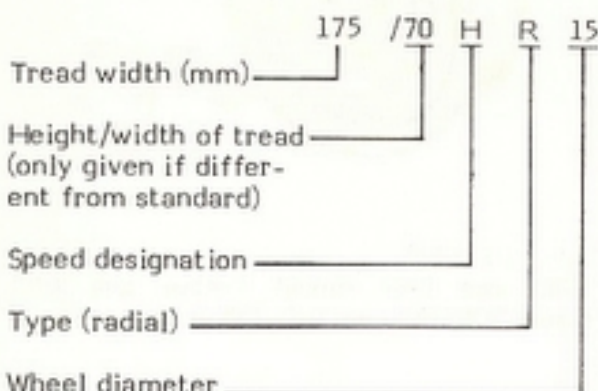 175 /70 H R 15
Tread width (mm)
Height/width of tread
(only given if differ-
ent from standard)
Speed designation
Type (radial)
Wheel diameter